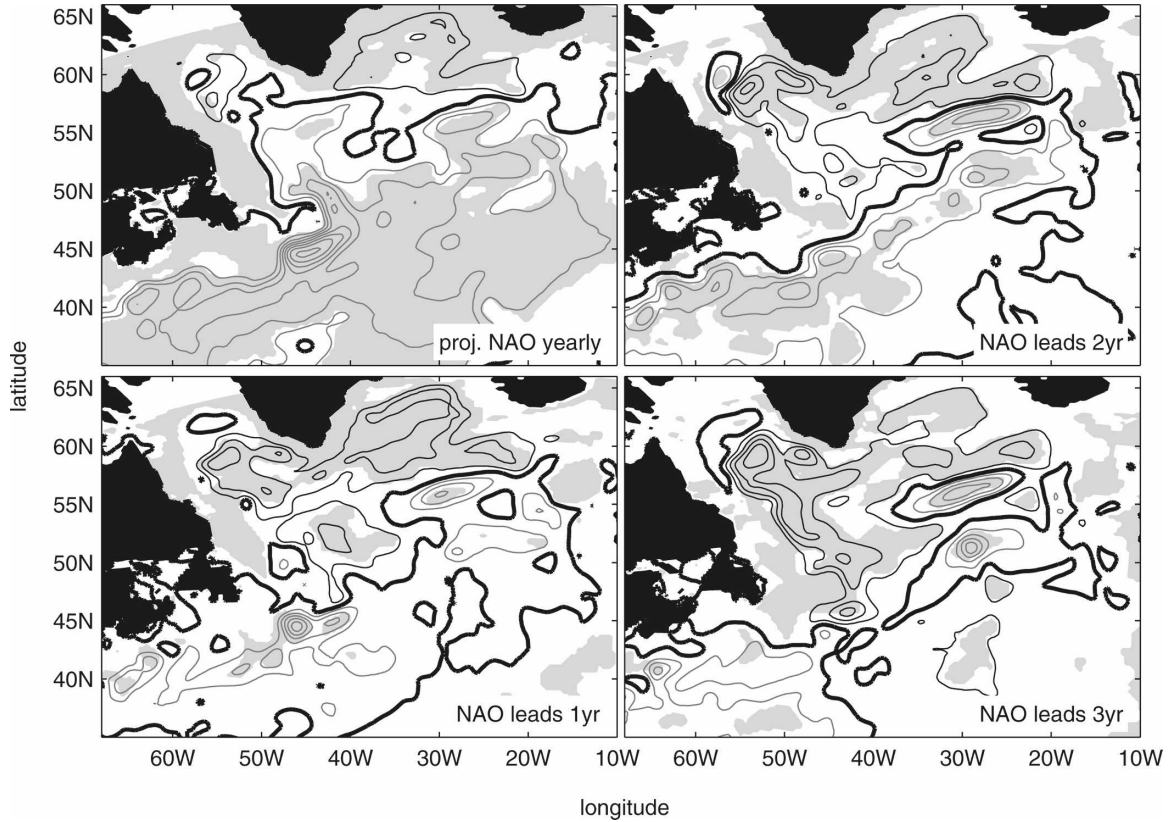 65N
60N
55N
50N
45N
40N
proj. NAO yearly
NAO leads 2yr
latitude
65N
60N
55N
50N
45N
40N
NAO leads 1yr
NAO leads 3yr
60W 50W 40W 30W 20W 60W 50W 40W 30W 20W 10W
longitude